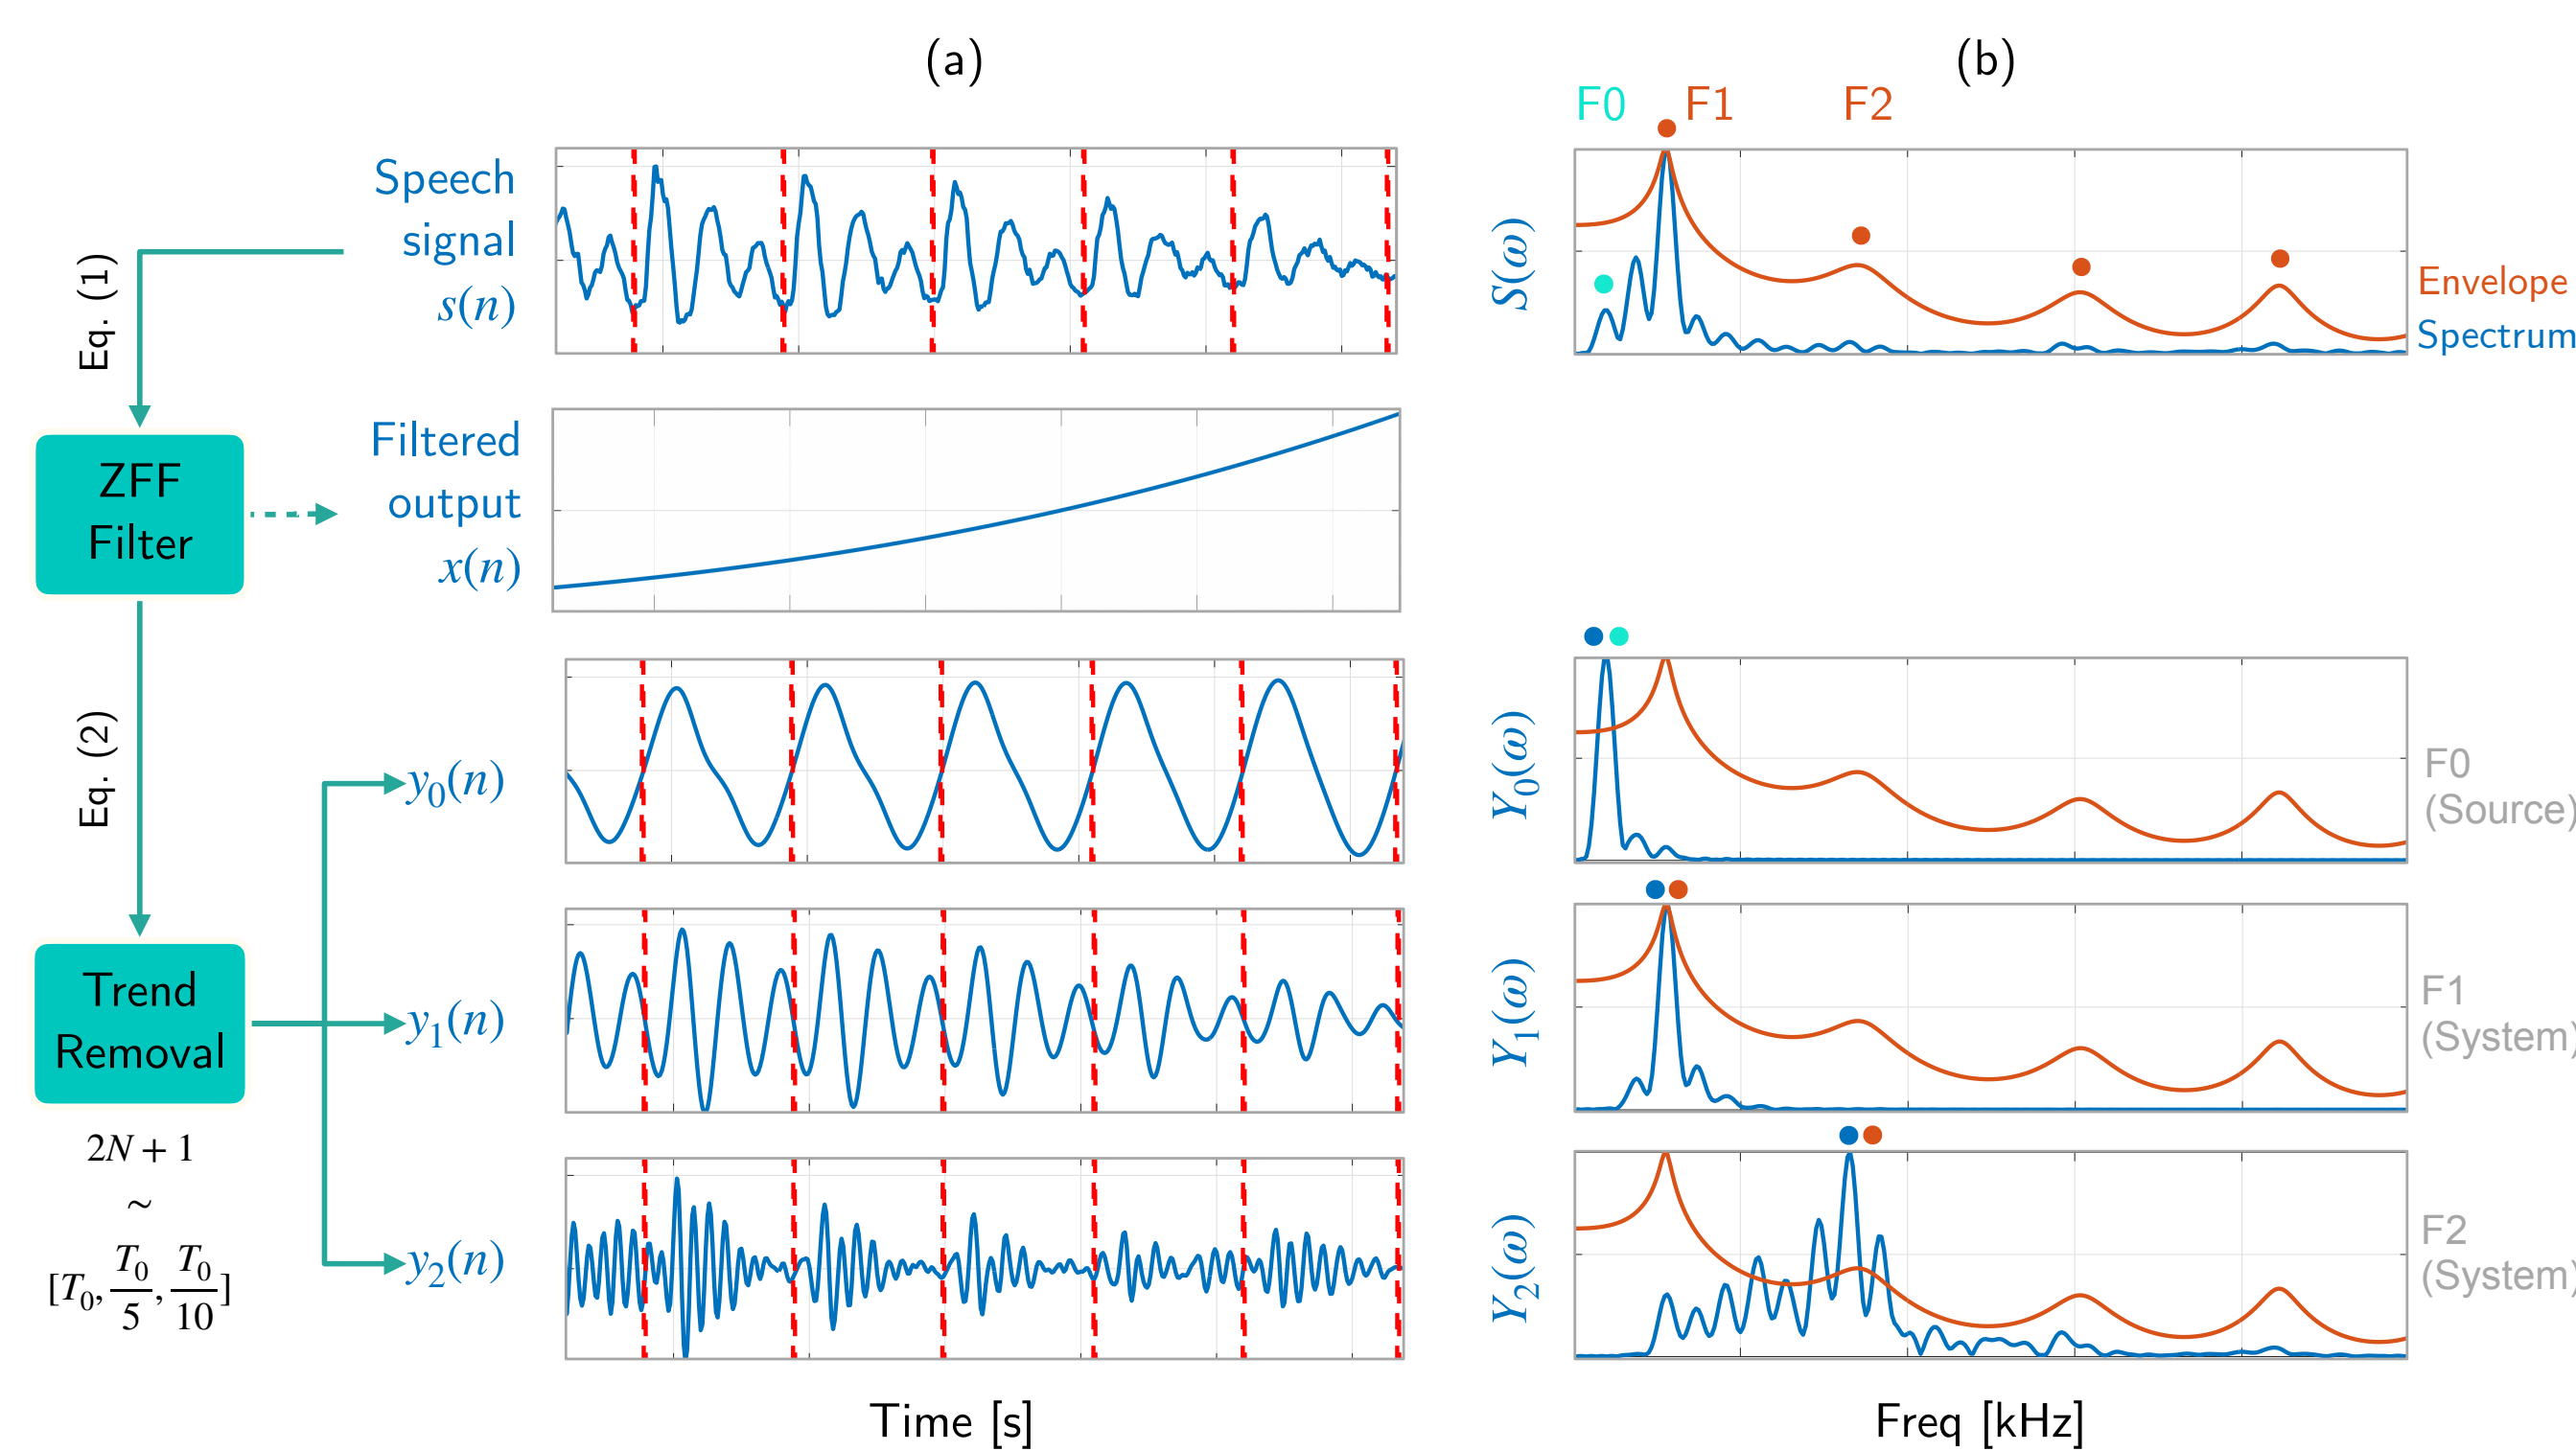 (a)
(b)
F0
F1
F2
Speech
signal
s(n)
Eq. (1)
S(ω)
Envelope
Spectrum
ZFF
Filter
Filtered
output
x(n)
Eq. (2)
y₀(n)
Y₀(ω)
F0
(Source)
Trend
Removal
y₁(n)
Y₁(ω)
F1
(System)
2N + 1
~
[T₀, T₀/5, T₀/10]
y₂(n)
Y₂(ω)
F2
(System)
Time [s]
Freq [kHz]